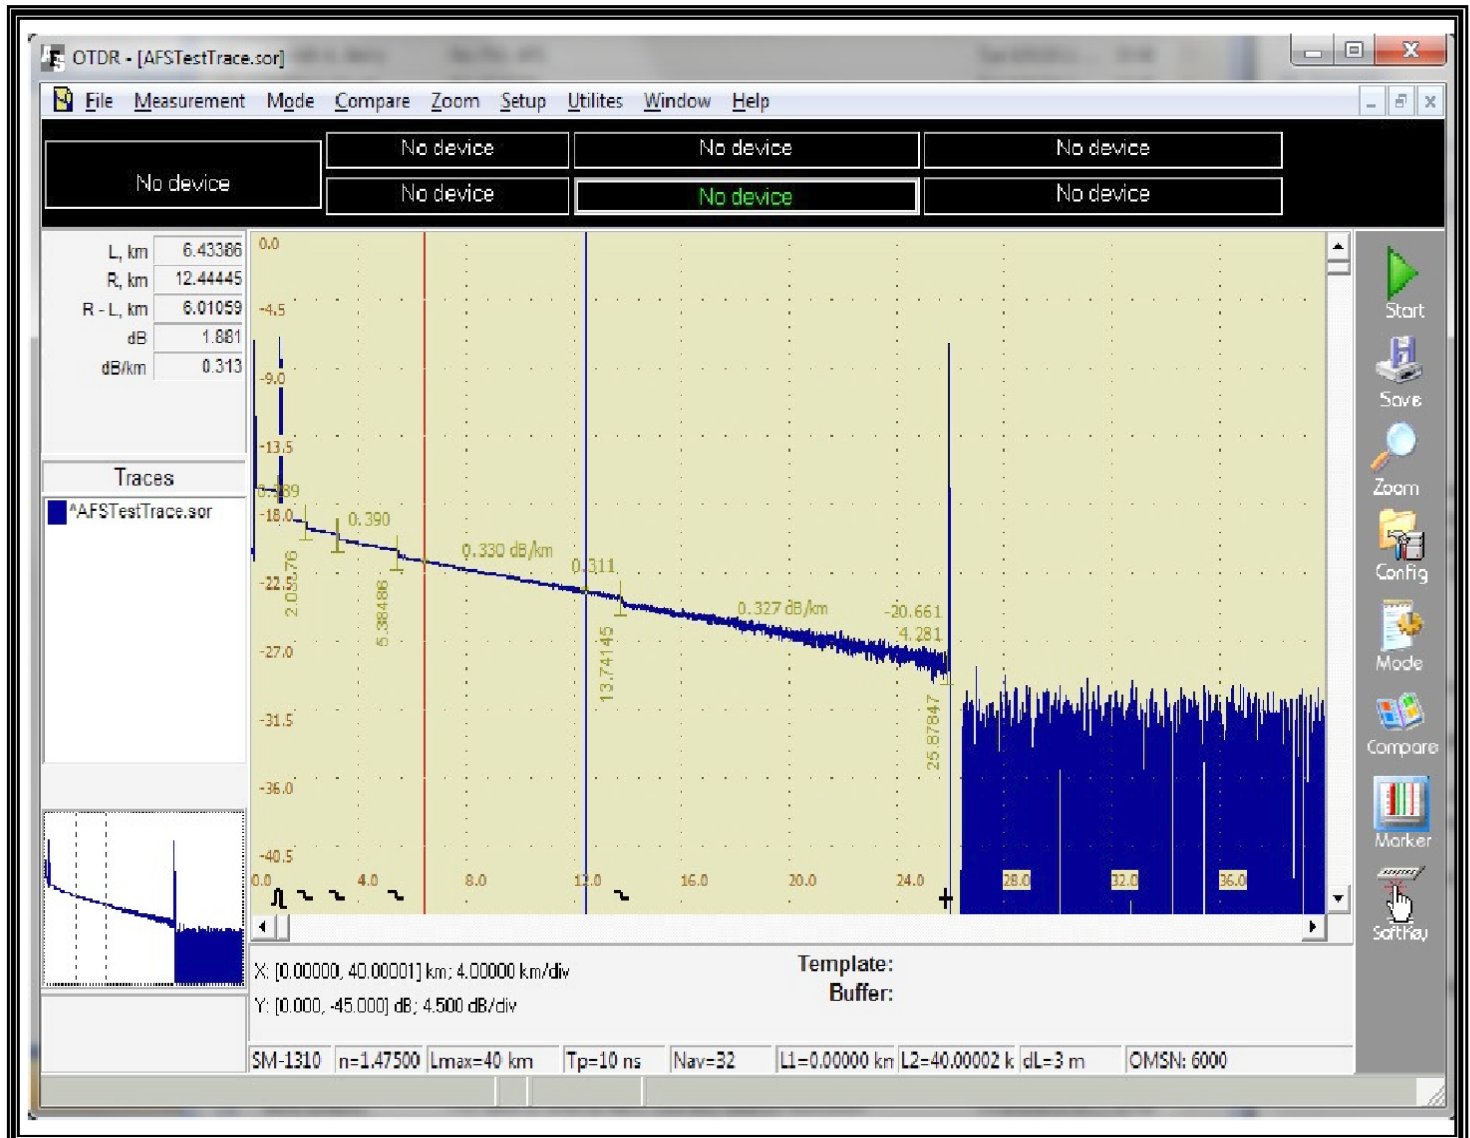 OTDR - [AFSTestTrace.sor]
File Measurement Mode Compare Zoom Setup Utilites Window Help
No device No device No device
No device
No device No device No device
L, km 6.43386
R, km 12.44445
R - L, km 6.01059
dB 1.881
dB/km 0.313
Traces
^AFSTestTrace.sor
0.0
-4.5
-9.0
-13.5
-18.0
-22.5
-27.0
-31.5
-36.0
-40.5
0.390
0.330 dB/km
0.311
0.327 dB/km
-20.661
4.281
5.38486
13.74145
25.87847
0.0 4.0 8.0 12.0 16.0 20.0 24.0 28.0 32.0 36.0
Start
Save
Zoom
Config
Mode
Compare
Marker
SoftKey
X: [0.00000, 40.00001] km; 4.00000 km/div
Y: [0.000, -45.000] dB; 4.500 dB/div
Template:
Buffer:
SM-1310 n=1.47500 Lmax=40 km Tp=10 ns Nav=32 L1=0.00000 km L2=40.00002 k dL=3 m OMSN: 6000